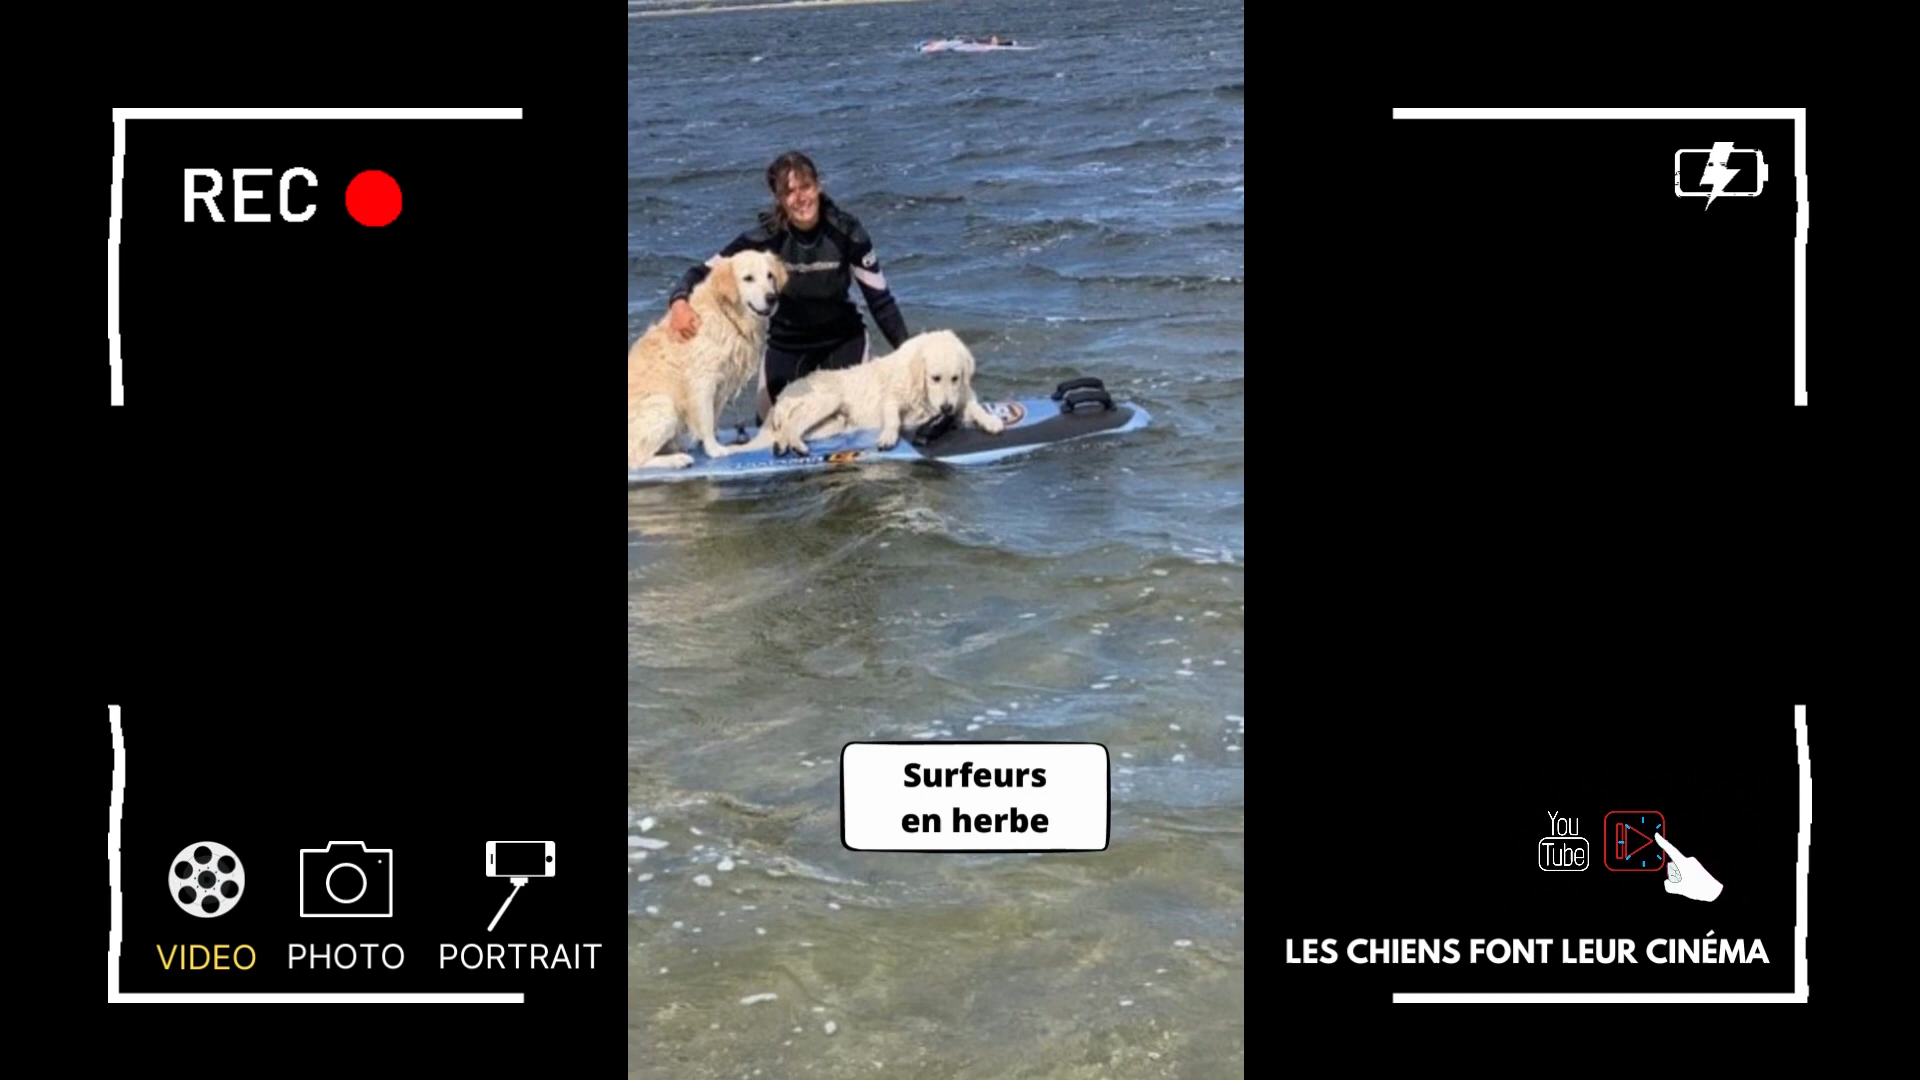 REC
Surfeurs
en herbe
You
Tube
VIDEO
PHOTO
PORTRAIT
LES CHIENS FONT LEUR CINÉMA